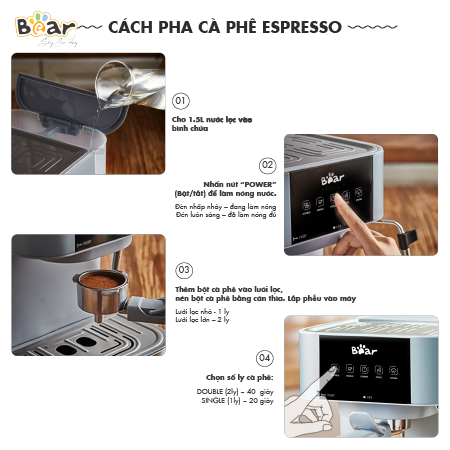 Bear
CÁCH PHA CÀ PHÊ ESPRESSO
01
Cho 1.5L nước lọc vào
bình chứa
02
Nhấn nút “POWER”
(Bật/tắt) để làm nóng nước.
Đèn nhấp nháy – đang làm nóng
Đèn luôn sáng – đã làm nóng đủ
Bear
03
Thêm bột cà phê vào lưới lọc,
nén bột cà phê bằng cán thìa. Lắp phễu vào máy
Lưới lọc nhỏ - 1 ly
Lưới lọc lớn – 2 ly
04
Chọn số ly cà phê:
DOUBLE (2ly) – 40 giây
SINGLE (1ly) – 20 giây
Bear